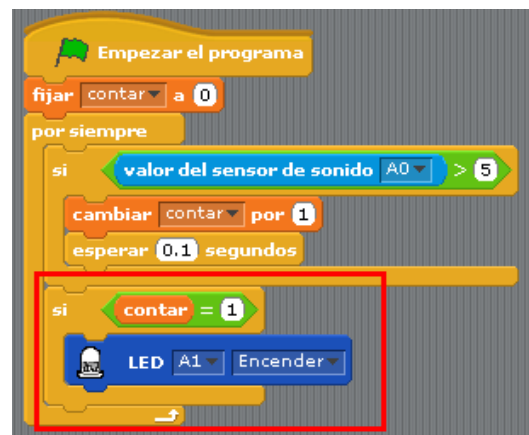 Empezar el programa
fijar contar a 0
por siempre
si valor del sensor de sonido A0 > 5
cambiar contar por 1
esperar 0.1 segundos
si contar = 1
LED A1 Encender